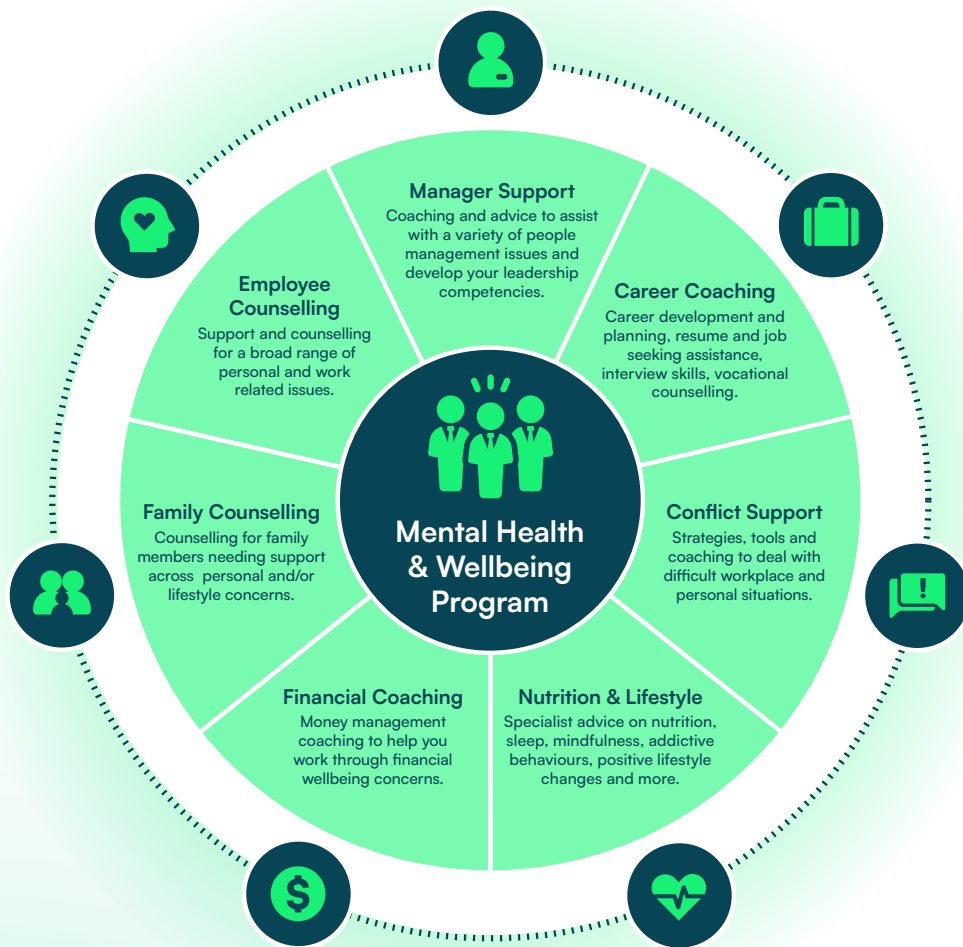 Manager Support
Coaching and advice to assist
with a variety of people
management issues and
develop your leadership
competencies.
Career Coaching
Career development and
planning, resume and job
seeking assistance,
interview skills, vocational
counselling.
Conflict Support
Strategies, tools and
coaching to deal with
difficult workplace and
personal situations.
Nutrition & Lifestyle
Specialist advice on nutrition,
sleep, mindfulness, addictive
behaviours, positive lifestyle
changes and more.
Financial Coaching
Money management
coaching to help you
work through financial
wellbeing concerns.
Family Counselling
Counselling for family
members needing support
across personal and/or
lifestyle concerns.
Employee
Counselling
Support and counselling
for a broad range of
personal and work
related issues.
Mental Health
& Wellbeing
Program
!
$